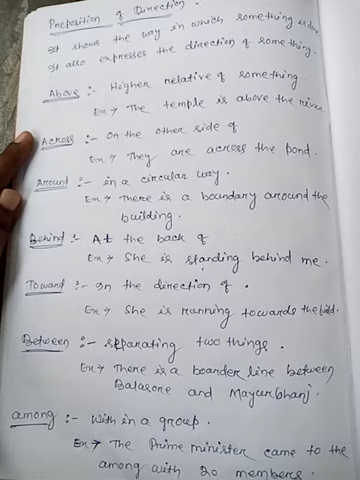 Preposition of Direction.
It shows the way in which something is
It also expresses the direction of something.
Above :- Higher relative of something.
Ex → The temple is above the river
Across :- On the other side of
Ex → They are across the pond.
Around :- in a circular way.
Ex → There is a boundary around the
building.
Behind :- At the back of
Ex → She is standing behind me.
Toward :- In the direction of .
Ex → She is running towards the field.
Between :- separating two things.
Ex → There is a boarder line between
Balasore and Mayurbhanj.
among :- With in a group.
Ex → The Prime minister came to the
among with 20 members.